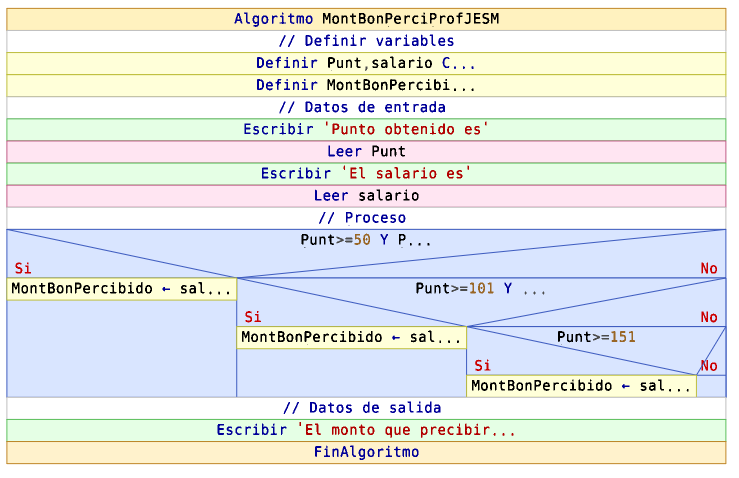 Algoritmo MontBonPerciProfJESM
// Definir variables
Definir Punt,salario C...
Definir MontBonPercibi...
// Datos de entrada
Escribir 'Punto obtenido es'
Leer Punt
Escribir 'El salario es'
Leer salario
// Proceso
Punt>=50 Y P...
Si No
MontBonPercibido ← sal...
Punt>=101 Y ...
Si No
MontBonPercibido ← sal...
Punt>=151
Si No
MontBonPercibido ← sal...
// Datos de salida
Escribir 'El monto que precibir...
FinAlgoritmo